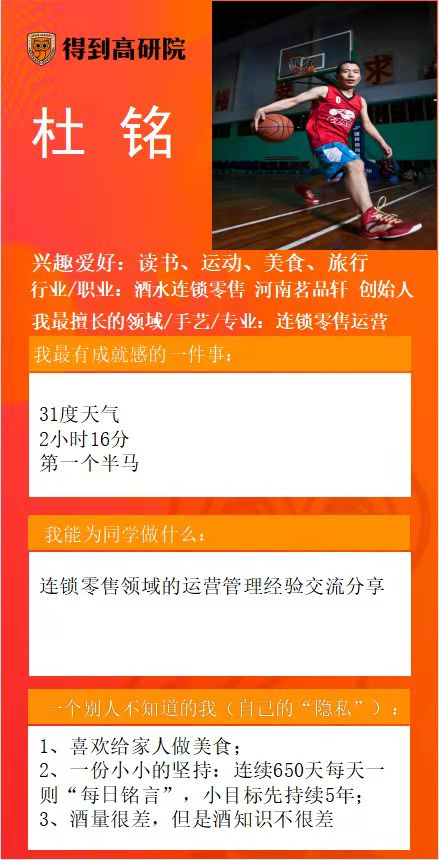 得到高研院
杜 铭
兴趣爱好：读书、运动、美食、旅行
行业/职业：酒水连锁零售 河南茗品轩 创始人
我最擅长的领域/手艺/专业：连锁零售运营
我最有成就感的一件事：
31度天气
2小时16分
第一个半马
我能为同学做什么：
连锁零售领域的运营管理经验交流分享
一个别人不知道的我（自己的“隐私”）：
1、喜欢给家人做美食；
2、一份小小的坚持：连续650天每天一
则“每日铭言”，小目标先持续5年；
3、酒量很差，但是酒知识不很差